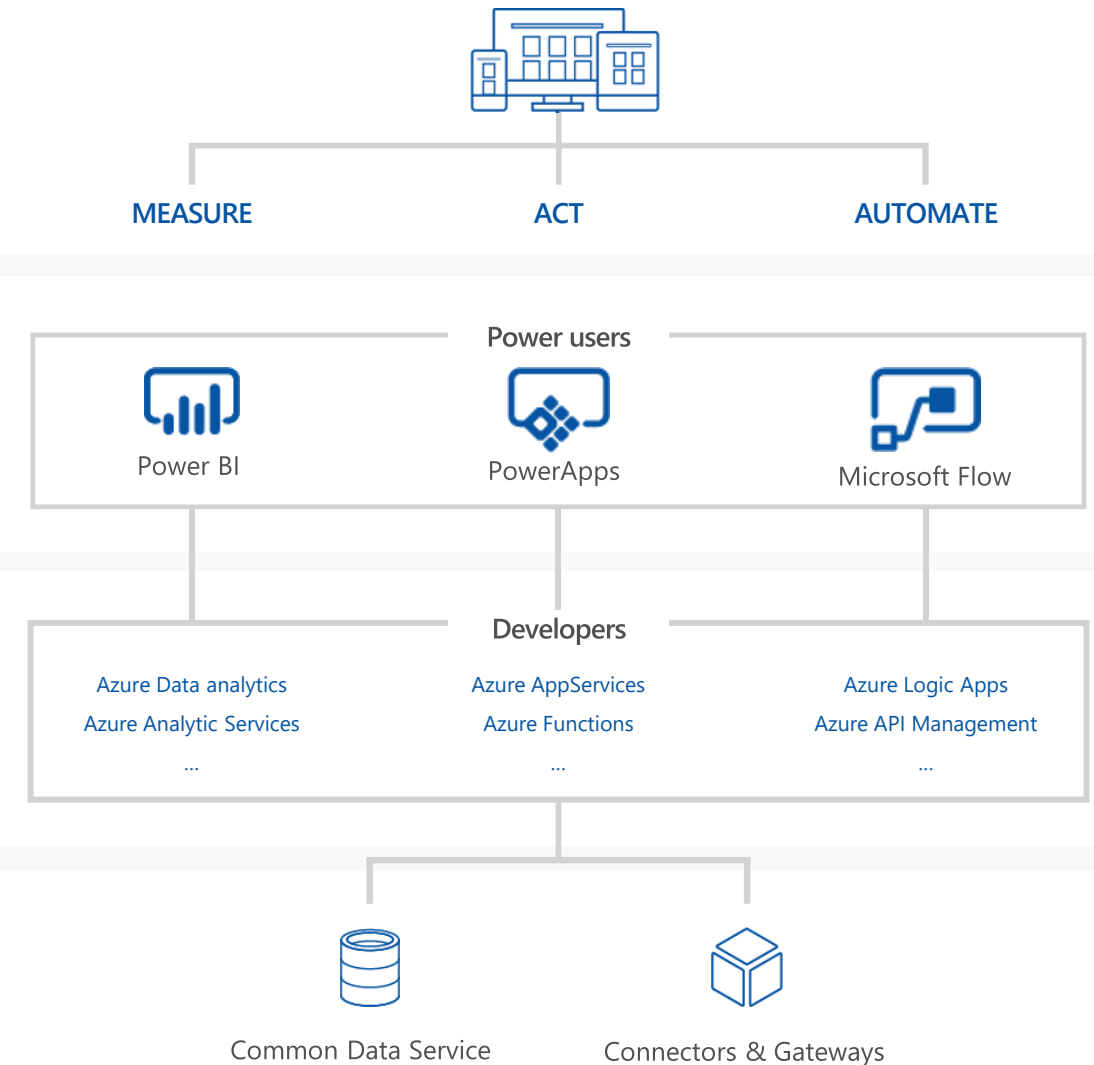 MEASURE
ACT
AUTOMATE
Power users
Power BI
PowerApps
Microsoft Flow
Developers
Azure Data analytics
Azure AppServices
Azure Logic Apps
Azure Analytic Services
Azure Functions
Azure API Management
...
...
...
Common Data Service
Connectors & Gateways